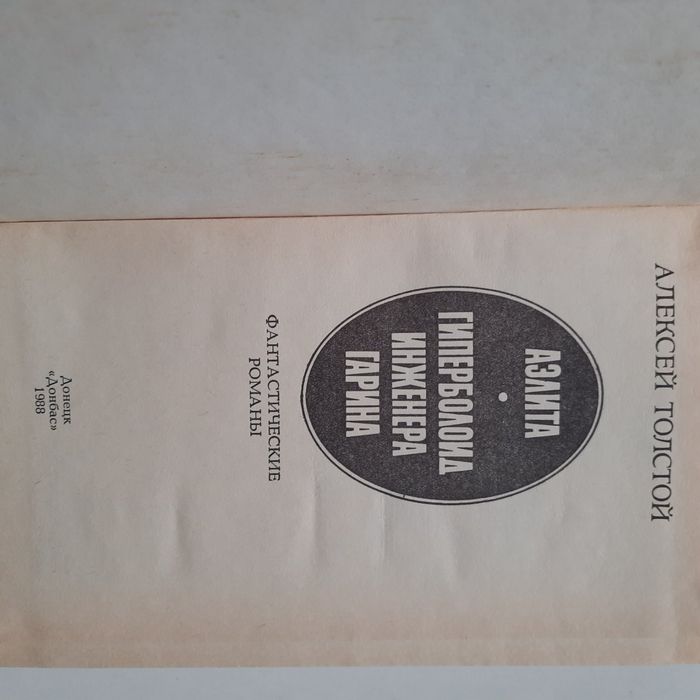 АЛЕКСЕЙ ТОЛСТОЙ
АЭЛИТА
•
ГИПЕРБОЛОИД
ИНЖЕНЕРА
ГАРИНА
ФАНТАСТИЧЕСКИЕ
РОМАНЫ
Донецк
«Донбас»
1988